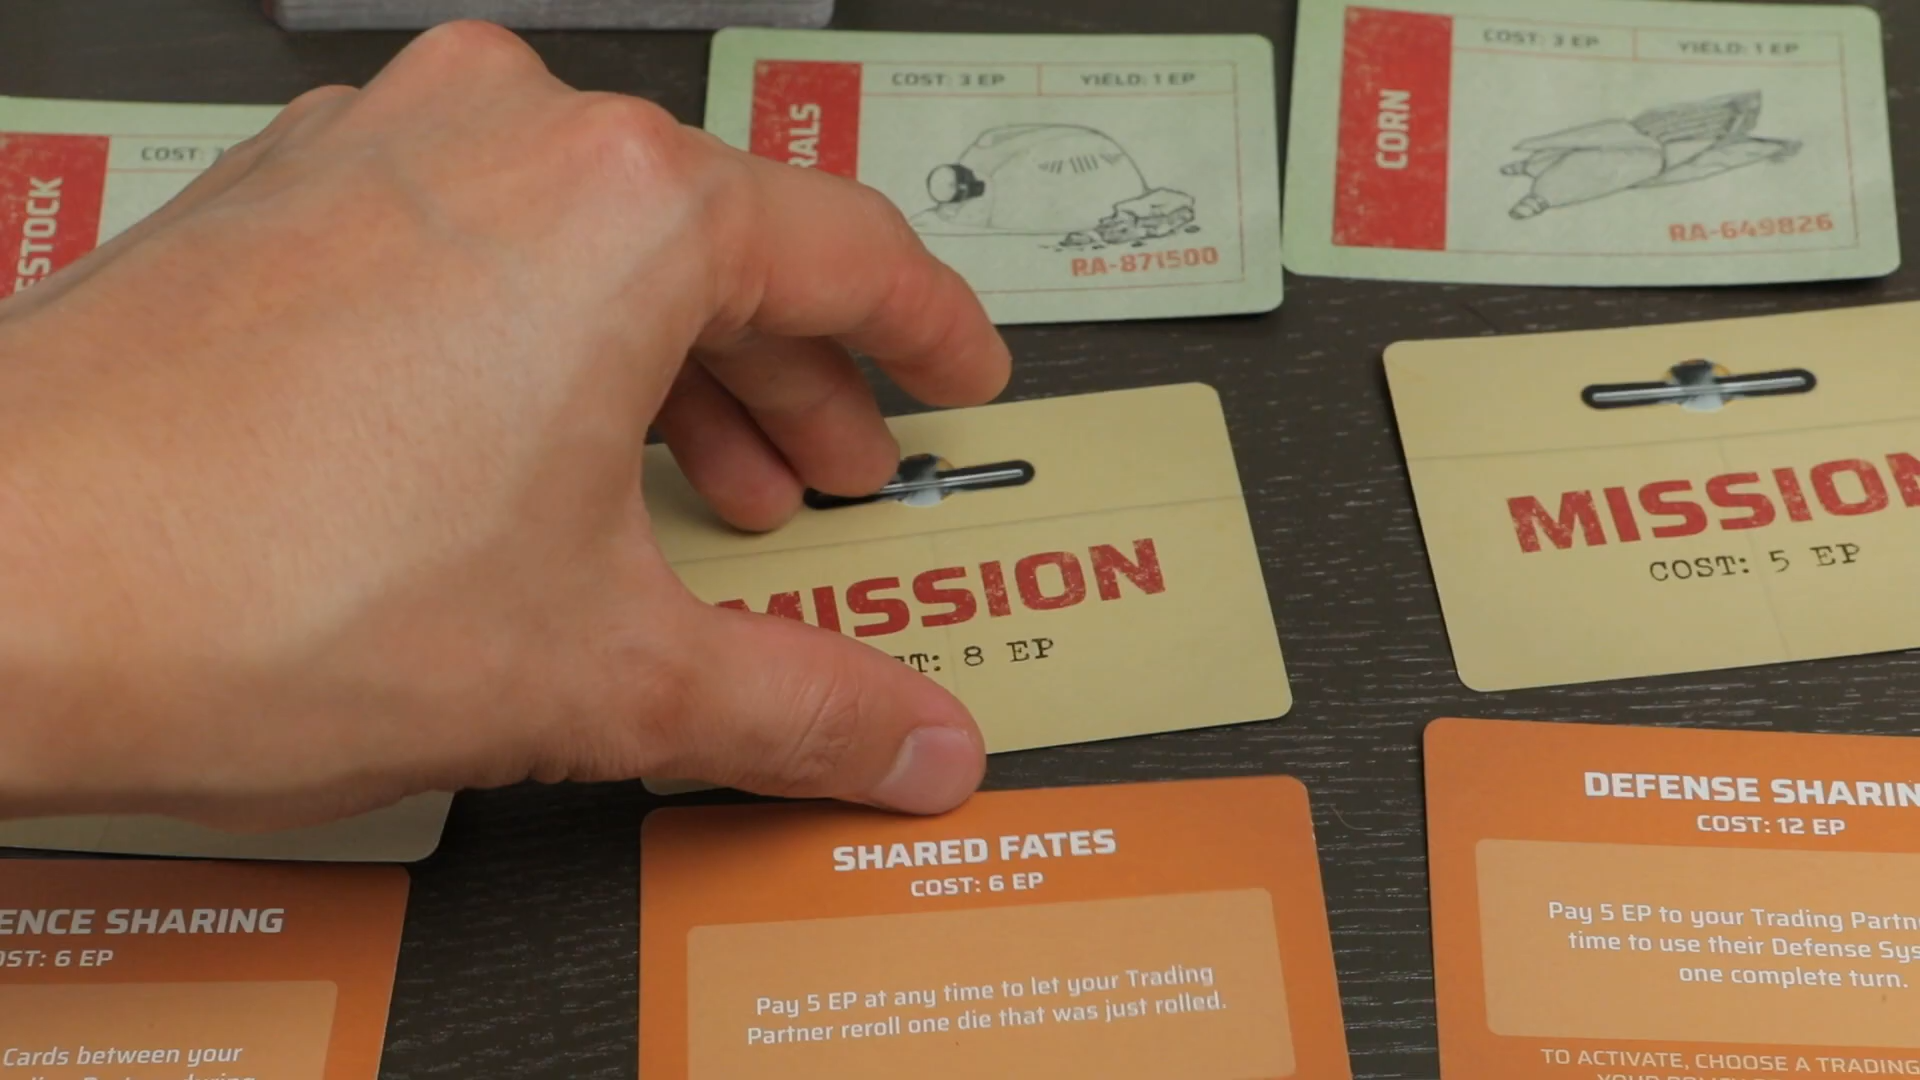 COST: 3 EP
YIELD: 1 EP
RALS
RA-871500
COST: 3 EP
YIELD: 1 EP
CORN
RA-649826
COST:
ESTOCK
MISSION
T: 8 EP
MISSION
COST: 5 EP
ENCE SHARING
OST: 6 EP
Cards between your
SHARED FATES
COST: 6 EP
Pay 5 EP at any time to let your Trading
Partner reroll one die that was just rolled.
DEFENSE SHARIN
COST: 12 EP
Pay 5 EP to your Trading Partn
time to use their Defense Sys
one complete turn.
TO ACTIVATE, CHOOSE A TRADING